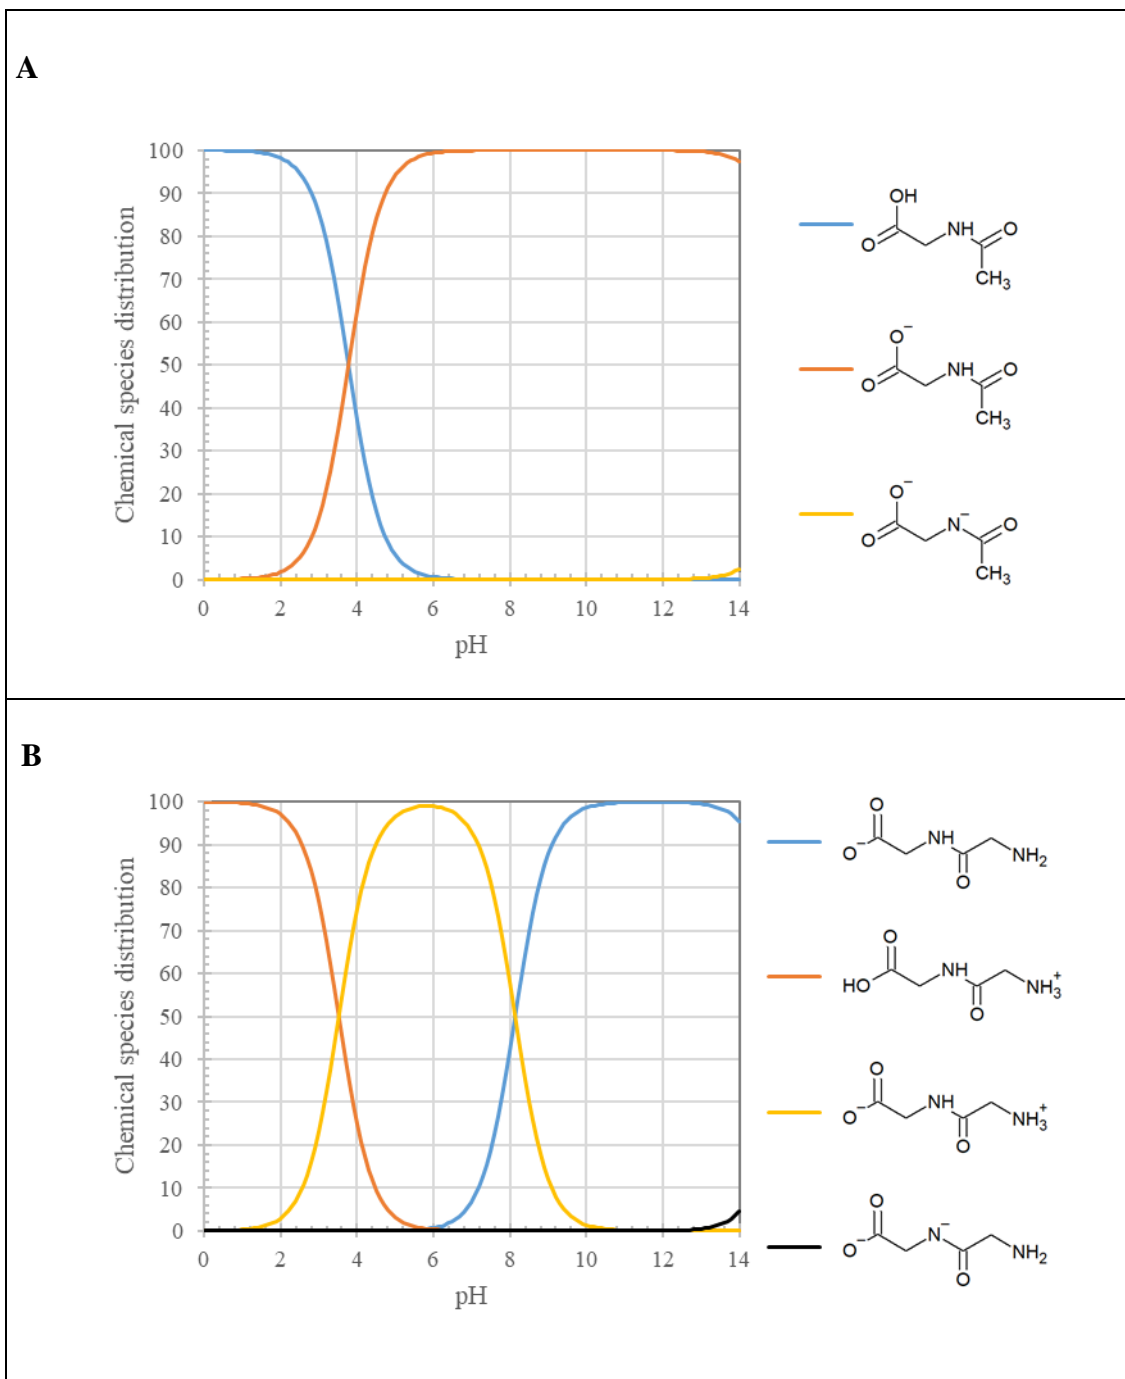 A
Chemical species distribution
100
90
80
70
60
50
40
30
20
10
0
0 2 4 6 8 10 12 14
pH
OH
O NH O
CH3
O−
O NH O
CH3
O−
O N− O
CH3
B
Chemical species distribution
100
90
80
70
60
50
40
30
20
10
0
0 2 4 6 8 10 12 14
pH
O
O− NH NH2
O
O
HO NH NH3+
O
O
O− NH NH3+
O
O
O− N− NH2
O